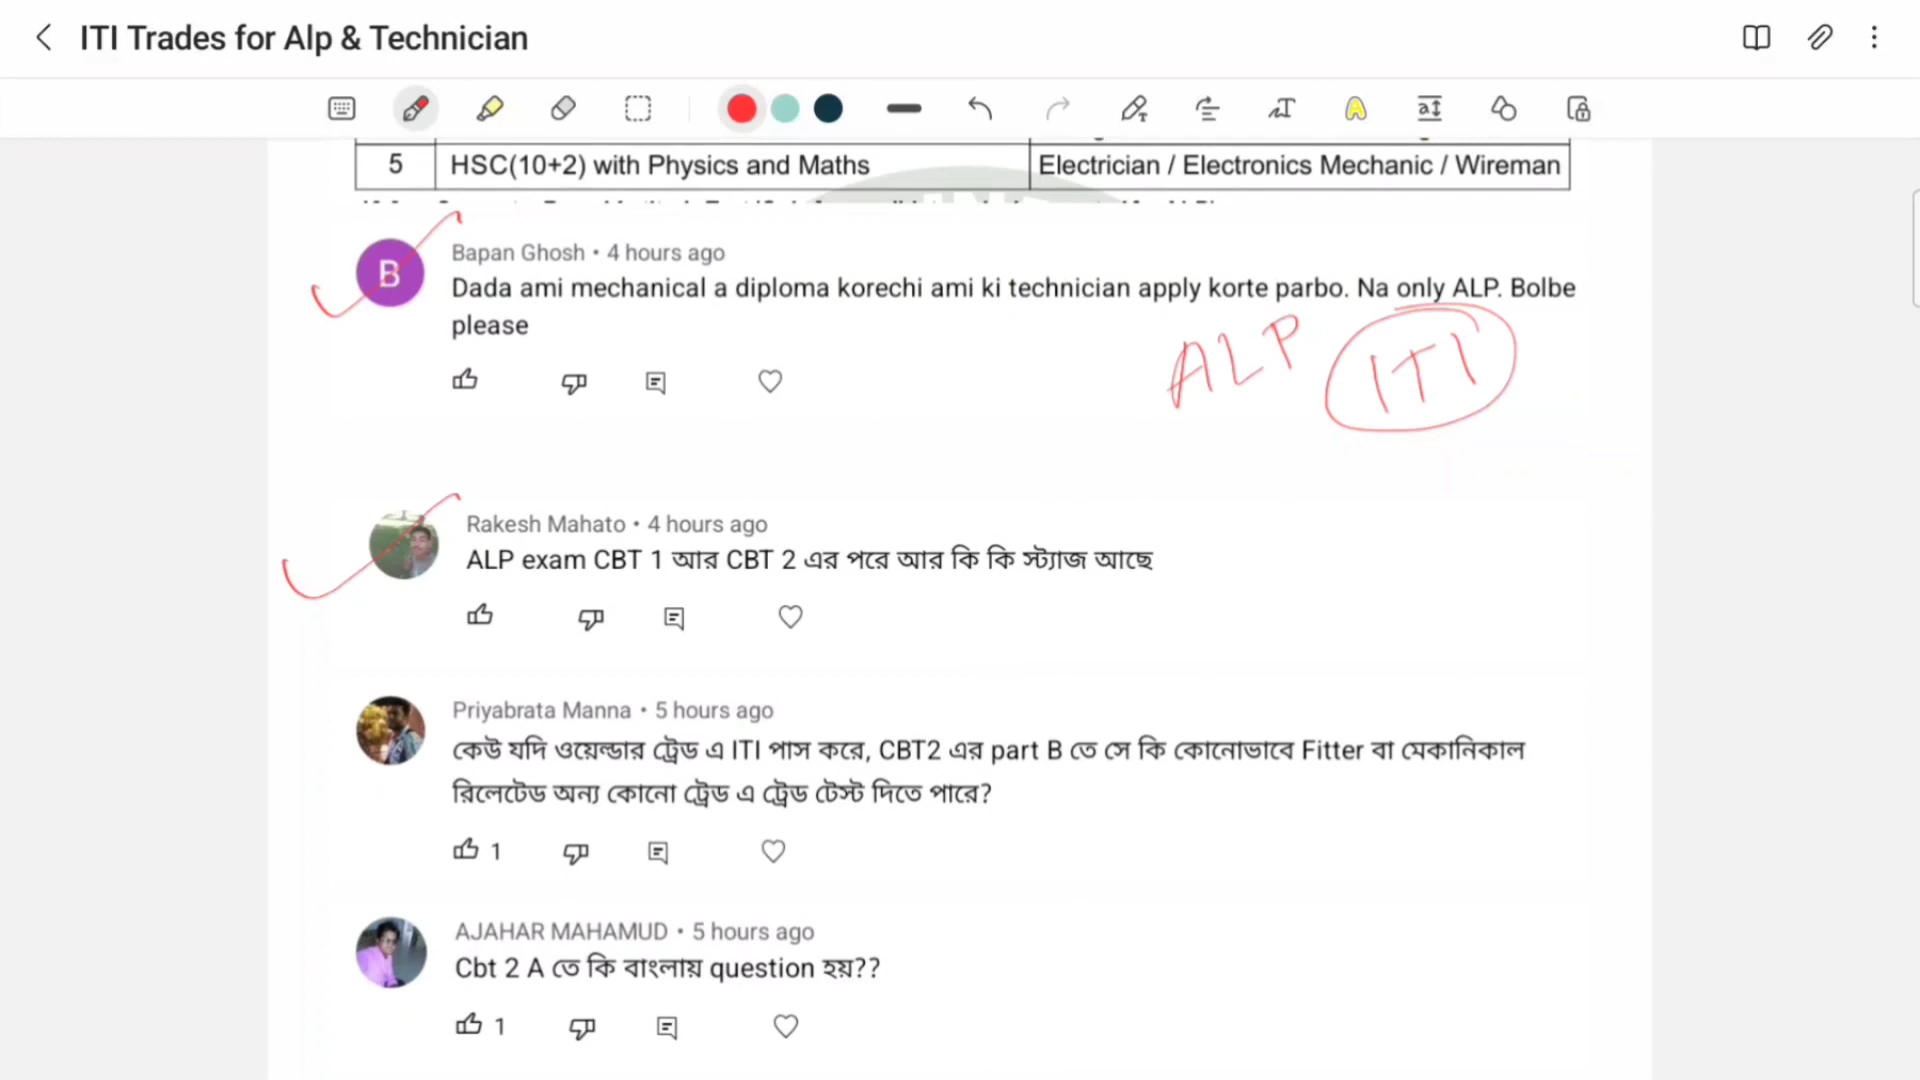 ITI Trades for Alp & Technician
5 HSC(10+2) with Physics and Maths Electrician / Electronics Mechanic / Wireman
B
Bapan Ghosh • 4 hours ago
Dada ami mechanical a diploma korechi ami ki technician apply korte parbo. Na only ALP. Bolbe
please
ALP ITI
Rakesh Mahato • 4 hours ago
ALP exam CBT 1 আর CBT 2 এর পরে আর কি কি স্ট্যাজ আছে
Priyabrata Manna • 5 hours ago
কেউ যদি ওয়েল্ডার ট্রেড এ ITI পাস করে, CBT2 এর part B তে সে কি কোনোভাবে Fitter বা মেকানিকাল
রিলেটেড অন্য কোনো ট্রেড এ ট্রেড টেস্ট দিতে পারে?
1
AJAHAR MAHAMUD • 5 hours ago
Cbt 2 A তে কি বাংলায় question হয়??
1